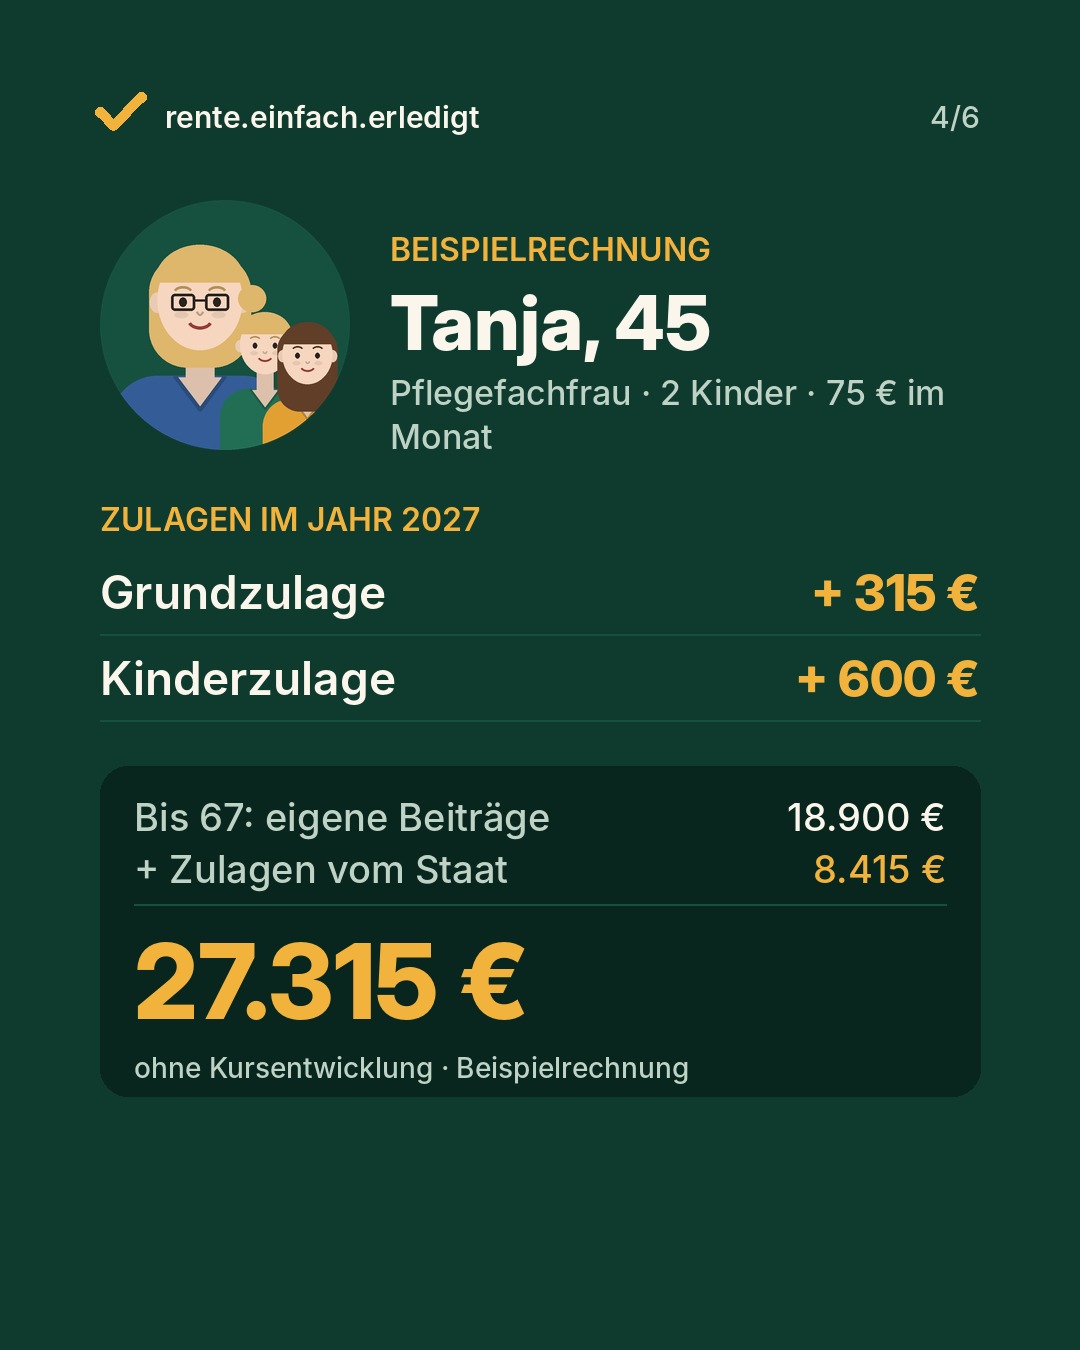 rente.einfach.erledigt
4/6
BEISPIELRECHNUNG
Tanja, 45
Pflegefachfrau · 2 Kinder · 75 € im
Monat
ZULAGEN IM JAHR 2027
Grundzulage + 315 €
Kinderzulage + 600 €
Bis 67: eigene Beiträge 18.900 €
+ Zulagen vom Staat 8.415 €
27.315 €
ohne Kursentwicklung · Beispielrechnung